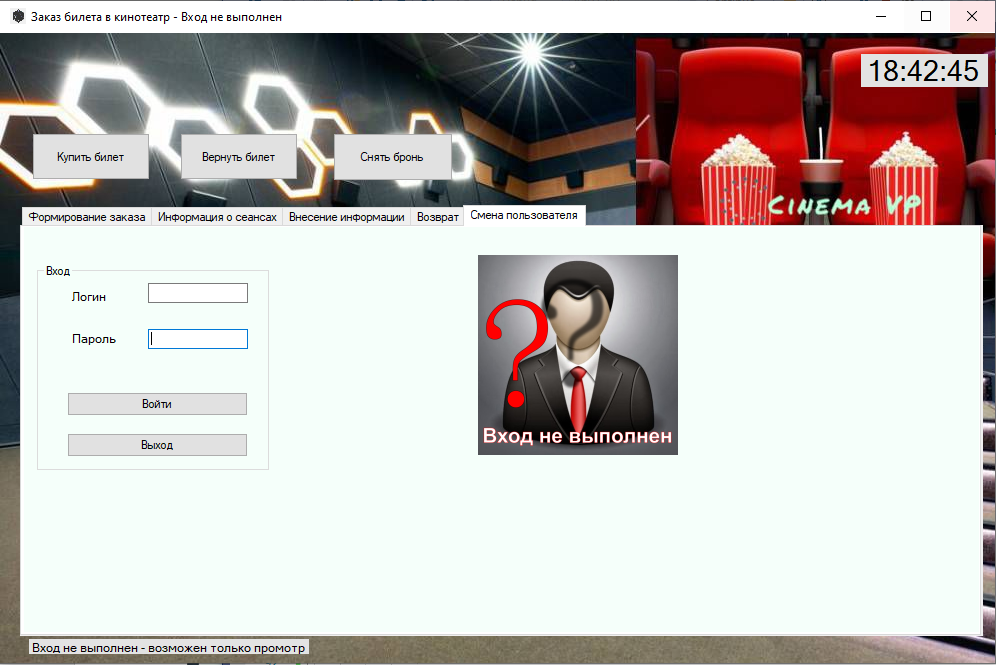 Заказ билета в кинотеатр - Вход не выполнен
18:42:45
Купить билет
Вернуть билет
Снять бронь
CINEMA VP
Формирование заказа
Информация о сеансах
Внесение информации
Возврат
Смена пользователя
Вход
Логин
Пароль
Войти
Выход
?
Вход не выполнен
Вход не выполнен - возможен только промотр